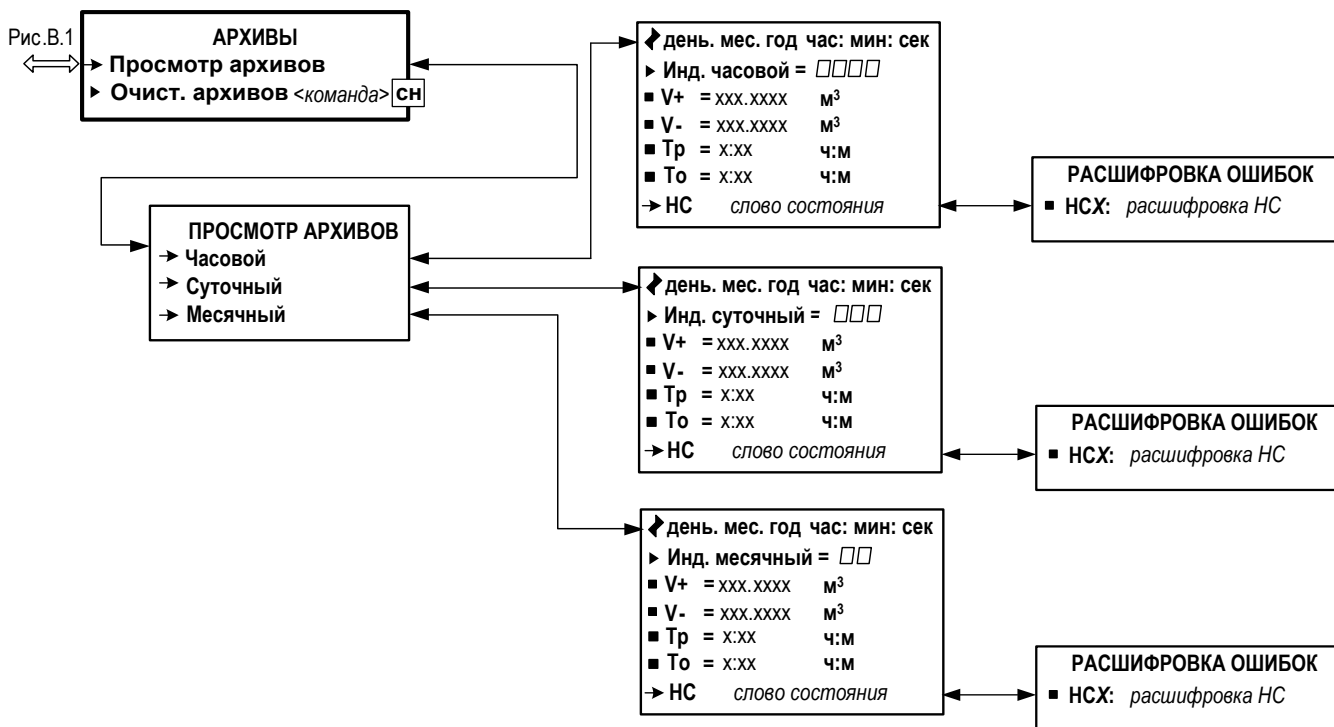 Рис.В.1
АРХИВЫ
Просмотр архивов
Очист. архивов <команда> СН
ПРОСМОТР АРХИВОВ
Часовой
Суточный
Месячный
день. мес. год час: мин: сек
Инд. часовой =
V+ = xxx.xxxx м³
V- = xxx.xxxx м³
Тр = x:xx ч:м
То = x:xx ч:м
НС слово состояния
РАСШИФРОВКА ОШИБОК
НСX: расшифровка НС
день. мес. год час: мин: сек
Инд. суточный =
V+ = xxx.xxxx м³
V- = xxx.xxxx м³
Тр = x:xx ч:м
То = x:xx ч:м
НС слово состояния
РАСШИФРОВКА ОШИБОК
НСX: расшифровка НС
день. мес. год час: мин: сек
Инд. месячный =
V+ = xxx.xxxx м³
V- = xxx.xxxx м³
Тр = x:xx ч:м
То = x:xx ч:м
НС слово состояния
РАСШИФРОВКА ОШИБОК
НСX: расшифровка НС